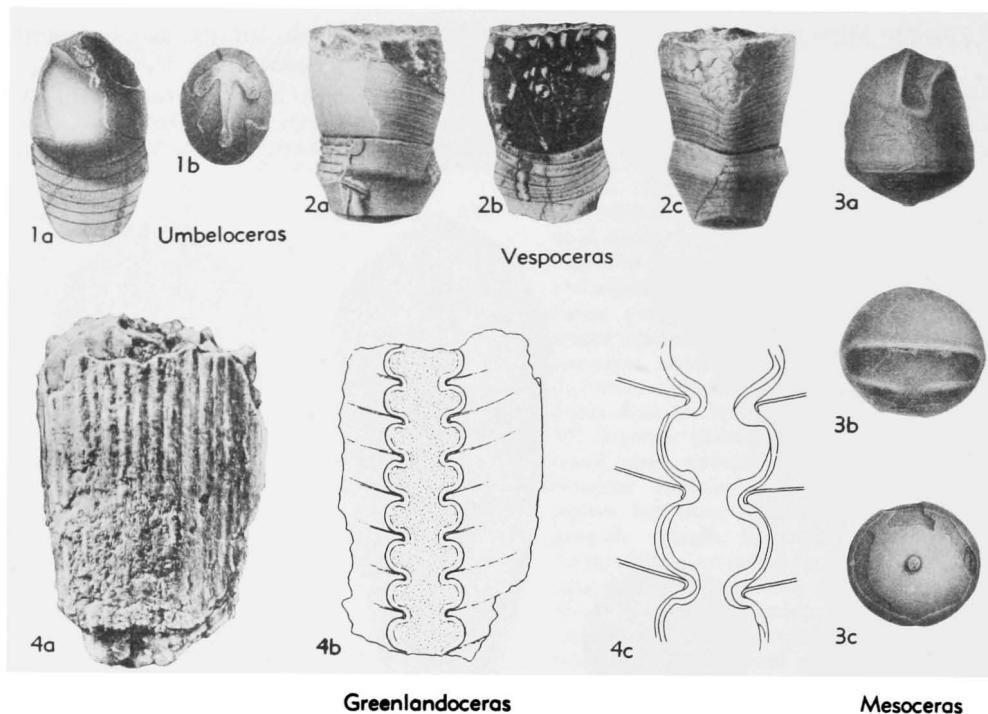 1a
1b
Umbeloceras
2a
2b
2c
Vespoceras
3a
3b
3c
4a
4b
4c
Greenlandoceras
Mesoceras